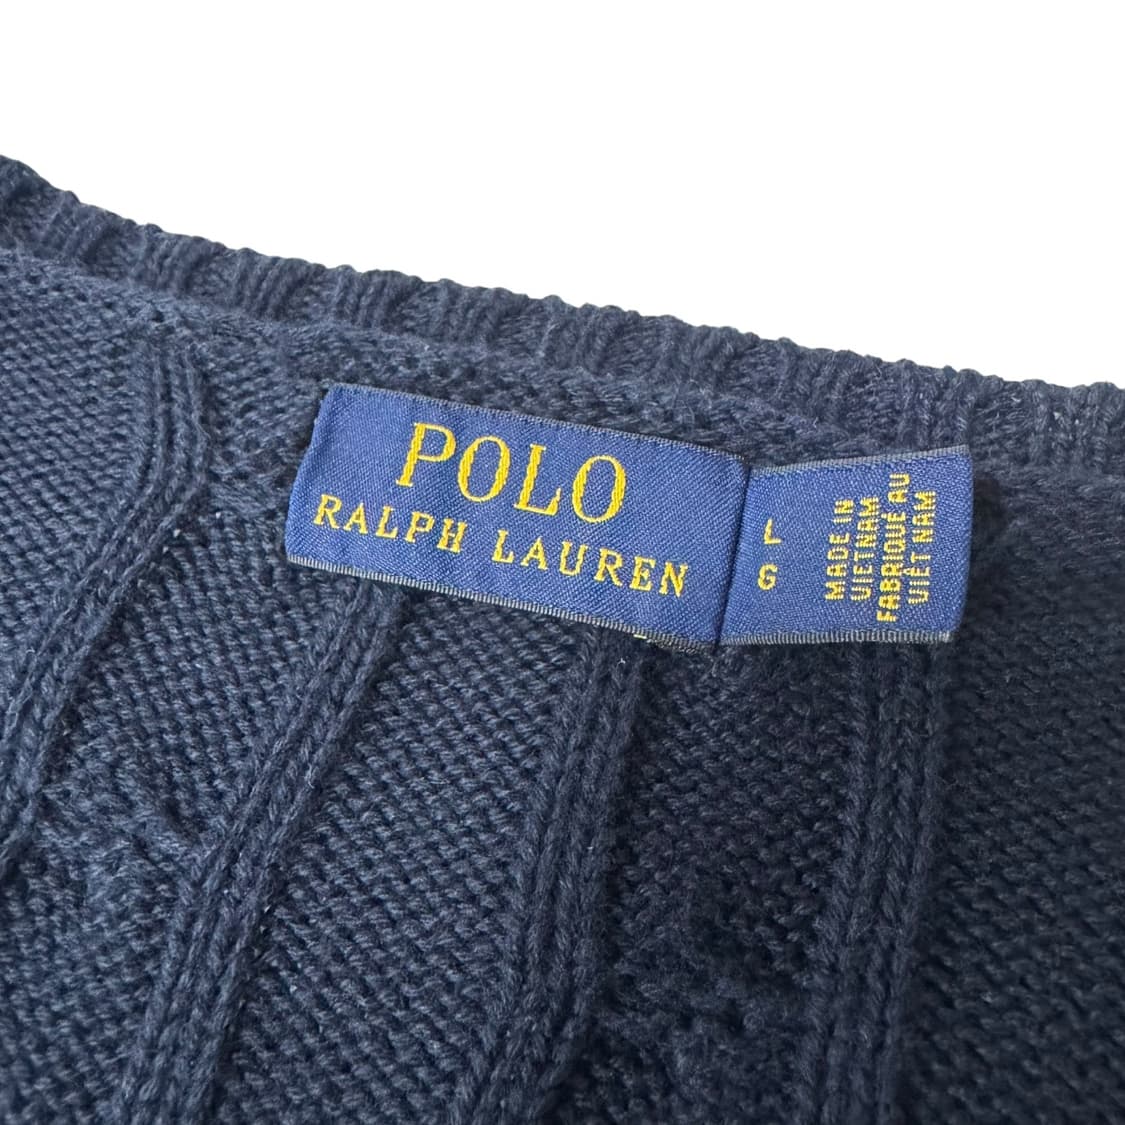 POLO
RALPH LAUREN
L
G
MADE IN
VIETNAM
FABRIQUÉ AU
VIÊT NAM